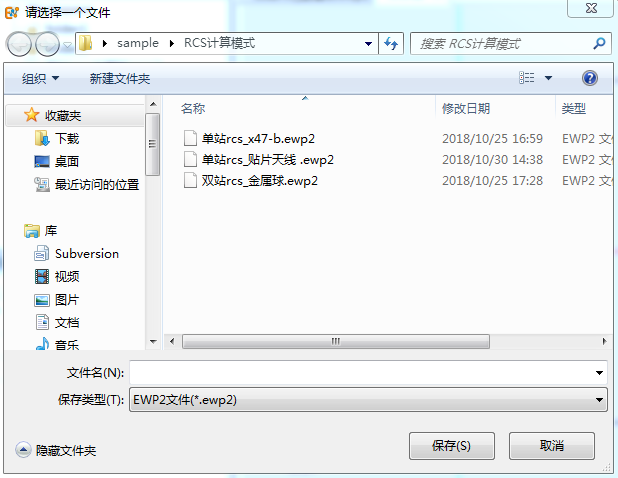 请选择一个文件
sample RCS计算模式
搜索 RCS计算模式
组织 新建文件夹
收藏夹
下载
桌面
最近访问的位置
库
Subversion
视频
图片
文档
音乐
名称 修改日期 类型
单站rcs_x47-b.ewp2 2018/10/25 16:59 EWP2 文
单站rcs_贴片天线 .ewp2 2018/10/30 14:38 EWP2 文
双站rcs_金属球.ewp2 2018/10/25 17:28 EWP2 文
文件名(N):
保存类型(T): EWP2文件(*.ewp2)
隐藏文件夹 保存(S) 取消